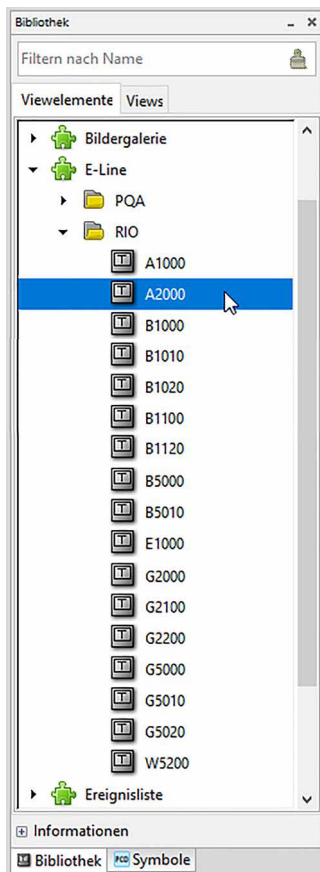 Bibliothek
Filtern nach Name
Viewelemente Views
Bildergalerie
E-Line
PQA
RIO
A1000
A2000
B1000
B1010
B1020
B1100
B1120
B5000
B5010
E1000
G2000
G2100
G2200
G5000
G5010
G5020
W5200
Ereignisliste
Informationen
Bibliothek PCD Symbole